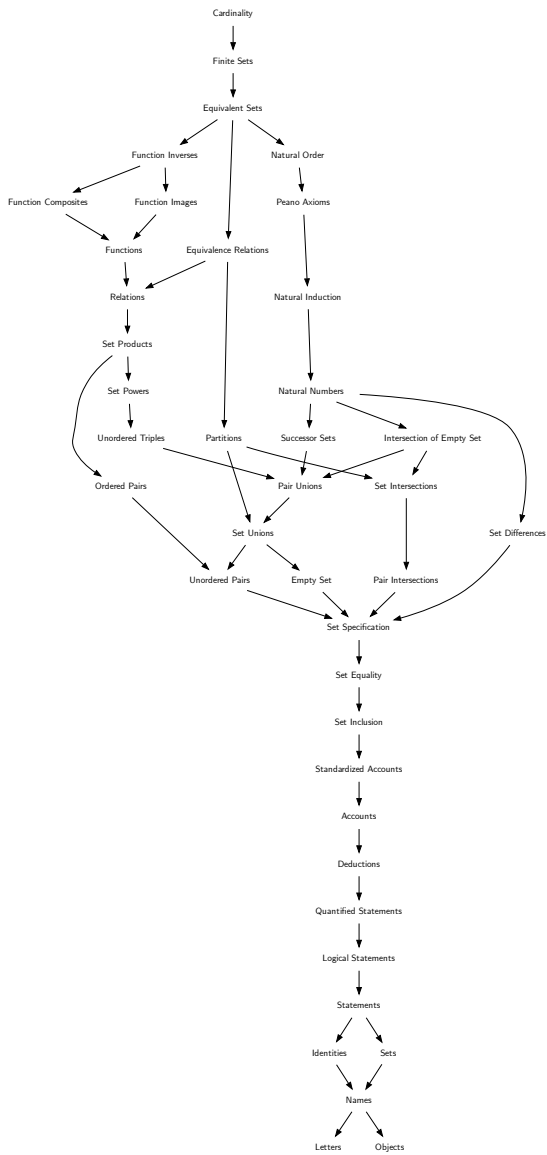 Cardinality
Finite Sets
Equivalent Sets
Function Inverses
Natural Order
Function Composites
Function Images
Peano Axioms
Functions
Equivalence Relations
Relations
Natural Induction
Set Products
Set Powers
Natural Numbers
Unordered Triples
Partitions
Successor Sets
Intersection of Empty Set
Ordered Pairs
Pair Unions
Set Intersections
Set Unions
Set Differences
Unordered Pairs
Empty Set
Pair Intersections
Set Specification
Set Equality
Set Inclusion
Standardized Accounts
Accounts
Deductions
Quantified Statements
Logical Statements
Statements
Identities
Sets
Names
Letters
Objects